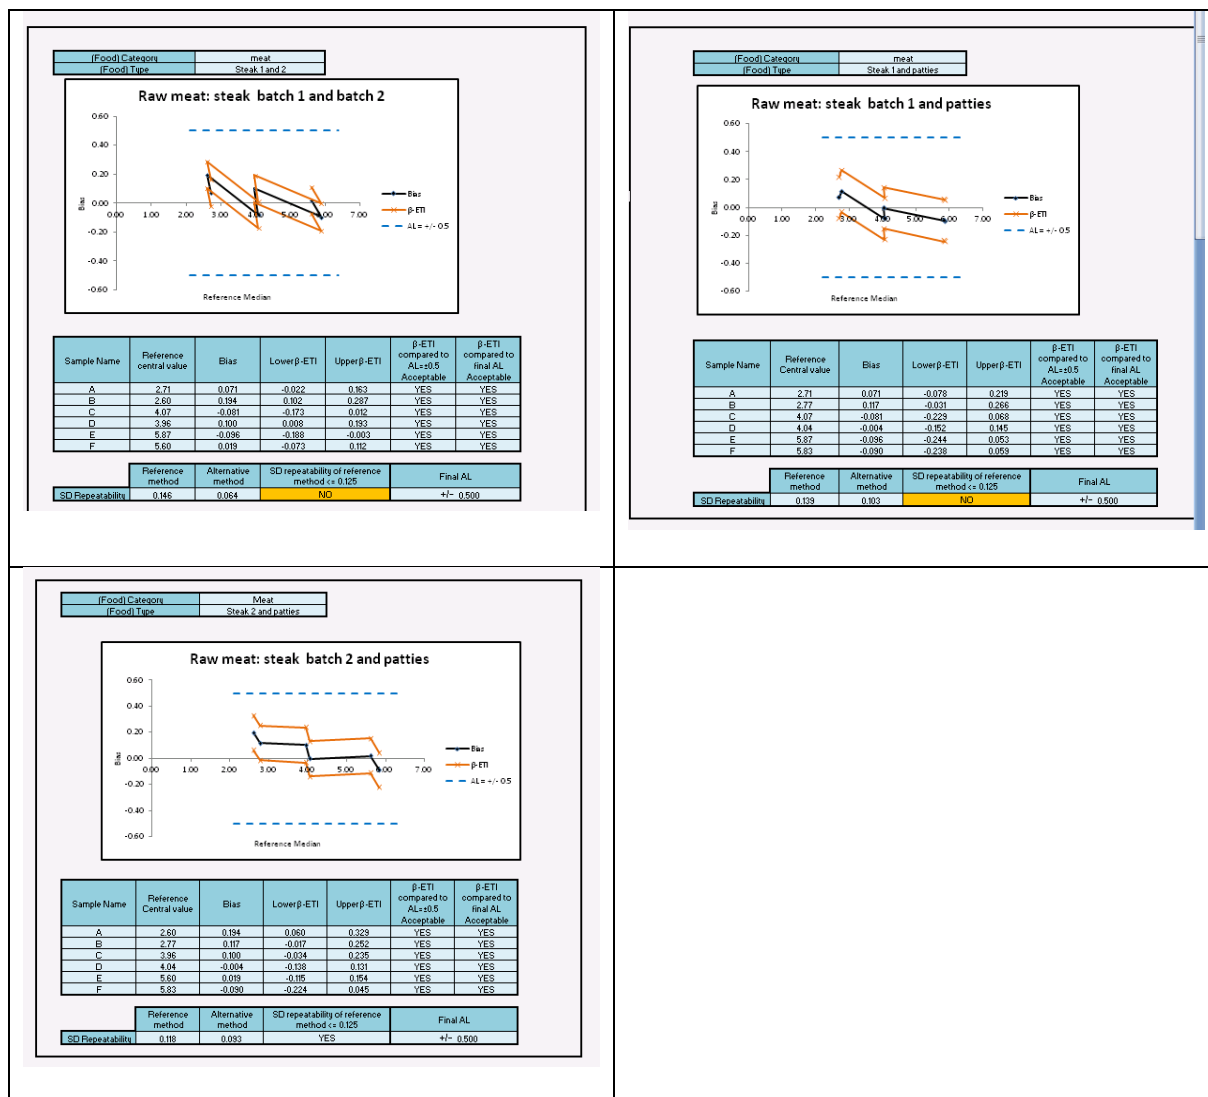 (Food) Category meat
(Food) Type Steak 1 and 2
Raw meat: steak batch 1 and batch 2
0.60
0.40
0.20
0.00
-0.20
-0.40
-0.60
0.00 1.00 2.00 3.00 4.00 5.00 6.00 7.00
Bias
Reference Median
Bias
β-ETI
AL = +/- 0.5
Sample Name Reference central value Bias Lower β-ETI Upper β-ETI β-ETI compared to AL=±0.5 Acceptable β-ETI compared to final AL Acceptable
A 2.71 0.071 -0.022 0.163 YES YES
B 2.60 0.194 0.102 0.287 YES YES
C 4.07 -0.081 -0.173 0.012 YES YES
D 3.96 0.100 0.008 0.193 YES YES
E 5.87 -0.096 -0.188 -0.003 YES YES
F 5.60 0.019 -0.073 0.112 YES YES
Reference method Alternative method SD repeatability of reference method <= 0.125 Final AL
SD Repeatability 0.146 0.064 NO +/- 0.500
(Food) Category meat
(Food) Type Steak 1 and patties
Raw meat: steak batch 1 and patties
0.60
0.40
0.20
0.00
-0.20
-0.40
-0.60
0.00 1.00 2.00 3.00 4.00 5.00 6.00 7.00
Bias
Reference Median
Bias
β-ETI
AL = +/- 0.5
Sample Name Reference Central value Bias Lower β-ETI Upper β-ETI β-ETI compared to AL=±0.5 Acceptable β-ETI compared to final AL Acceptable
A 2.71 0.071 -0.078 0.219 YES YES
B 2.77 0.117 -0.031 0.266 YES YES
C 4.07 -0.081 -0.229 0.068 YES YES
D 4.04 -0.004 -0.152 0.145 YES YES
E 5.87 -0.096 -0.244 0.053 YES YES
F 5.83 -0.090 -0.238 0.059 YES YES
Reference method Alternative method SD repeatability of reference method <= 0.125 Final AL
SD Repeatability 0.139 0.103 NO +/- 0.500
(Food) Category Meat
(Food) Type Steak 2 and patties
Raw meat: steak batch 2 and patties
0.60
0.40
0.20
0.00
-0.20
-0.40
-0.60
0.00 1.00 2.00 3.00 4.00 5.00 6.00 7.00
Bias
Reference Median
Bias
β-ETI
AL = +/- 0.5
Sample Name Reference Central value Bias Lower β-ETI Upper β-ETI β-ETI compared to AL=±0.5 Acceptable β-ETI compared to final AL Acceptable
A 2.60 0.194 0.060 0.329 YES YES
B 2.77 0.117 -0.017 0.252 YES YES
C 3.96 0.100 -0.034 0.235 YES YES
D 4.04 -0.004 -0.138 0.131 YES YES
E 5.60 0.019 -0.115 0.154 YES YES
F 5.83 -0.090 -0.224 0.045 YES YES
Reference method Alternative method SD repeatability of reference method <= 0.125 Final AL
SD Repeatability 0.118 0.093 YES +/- 0.500